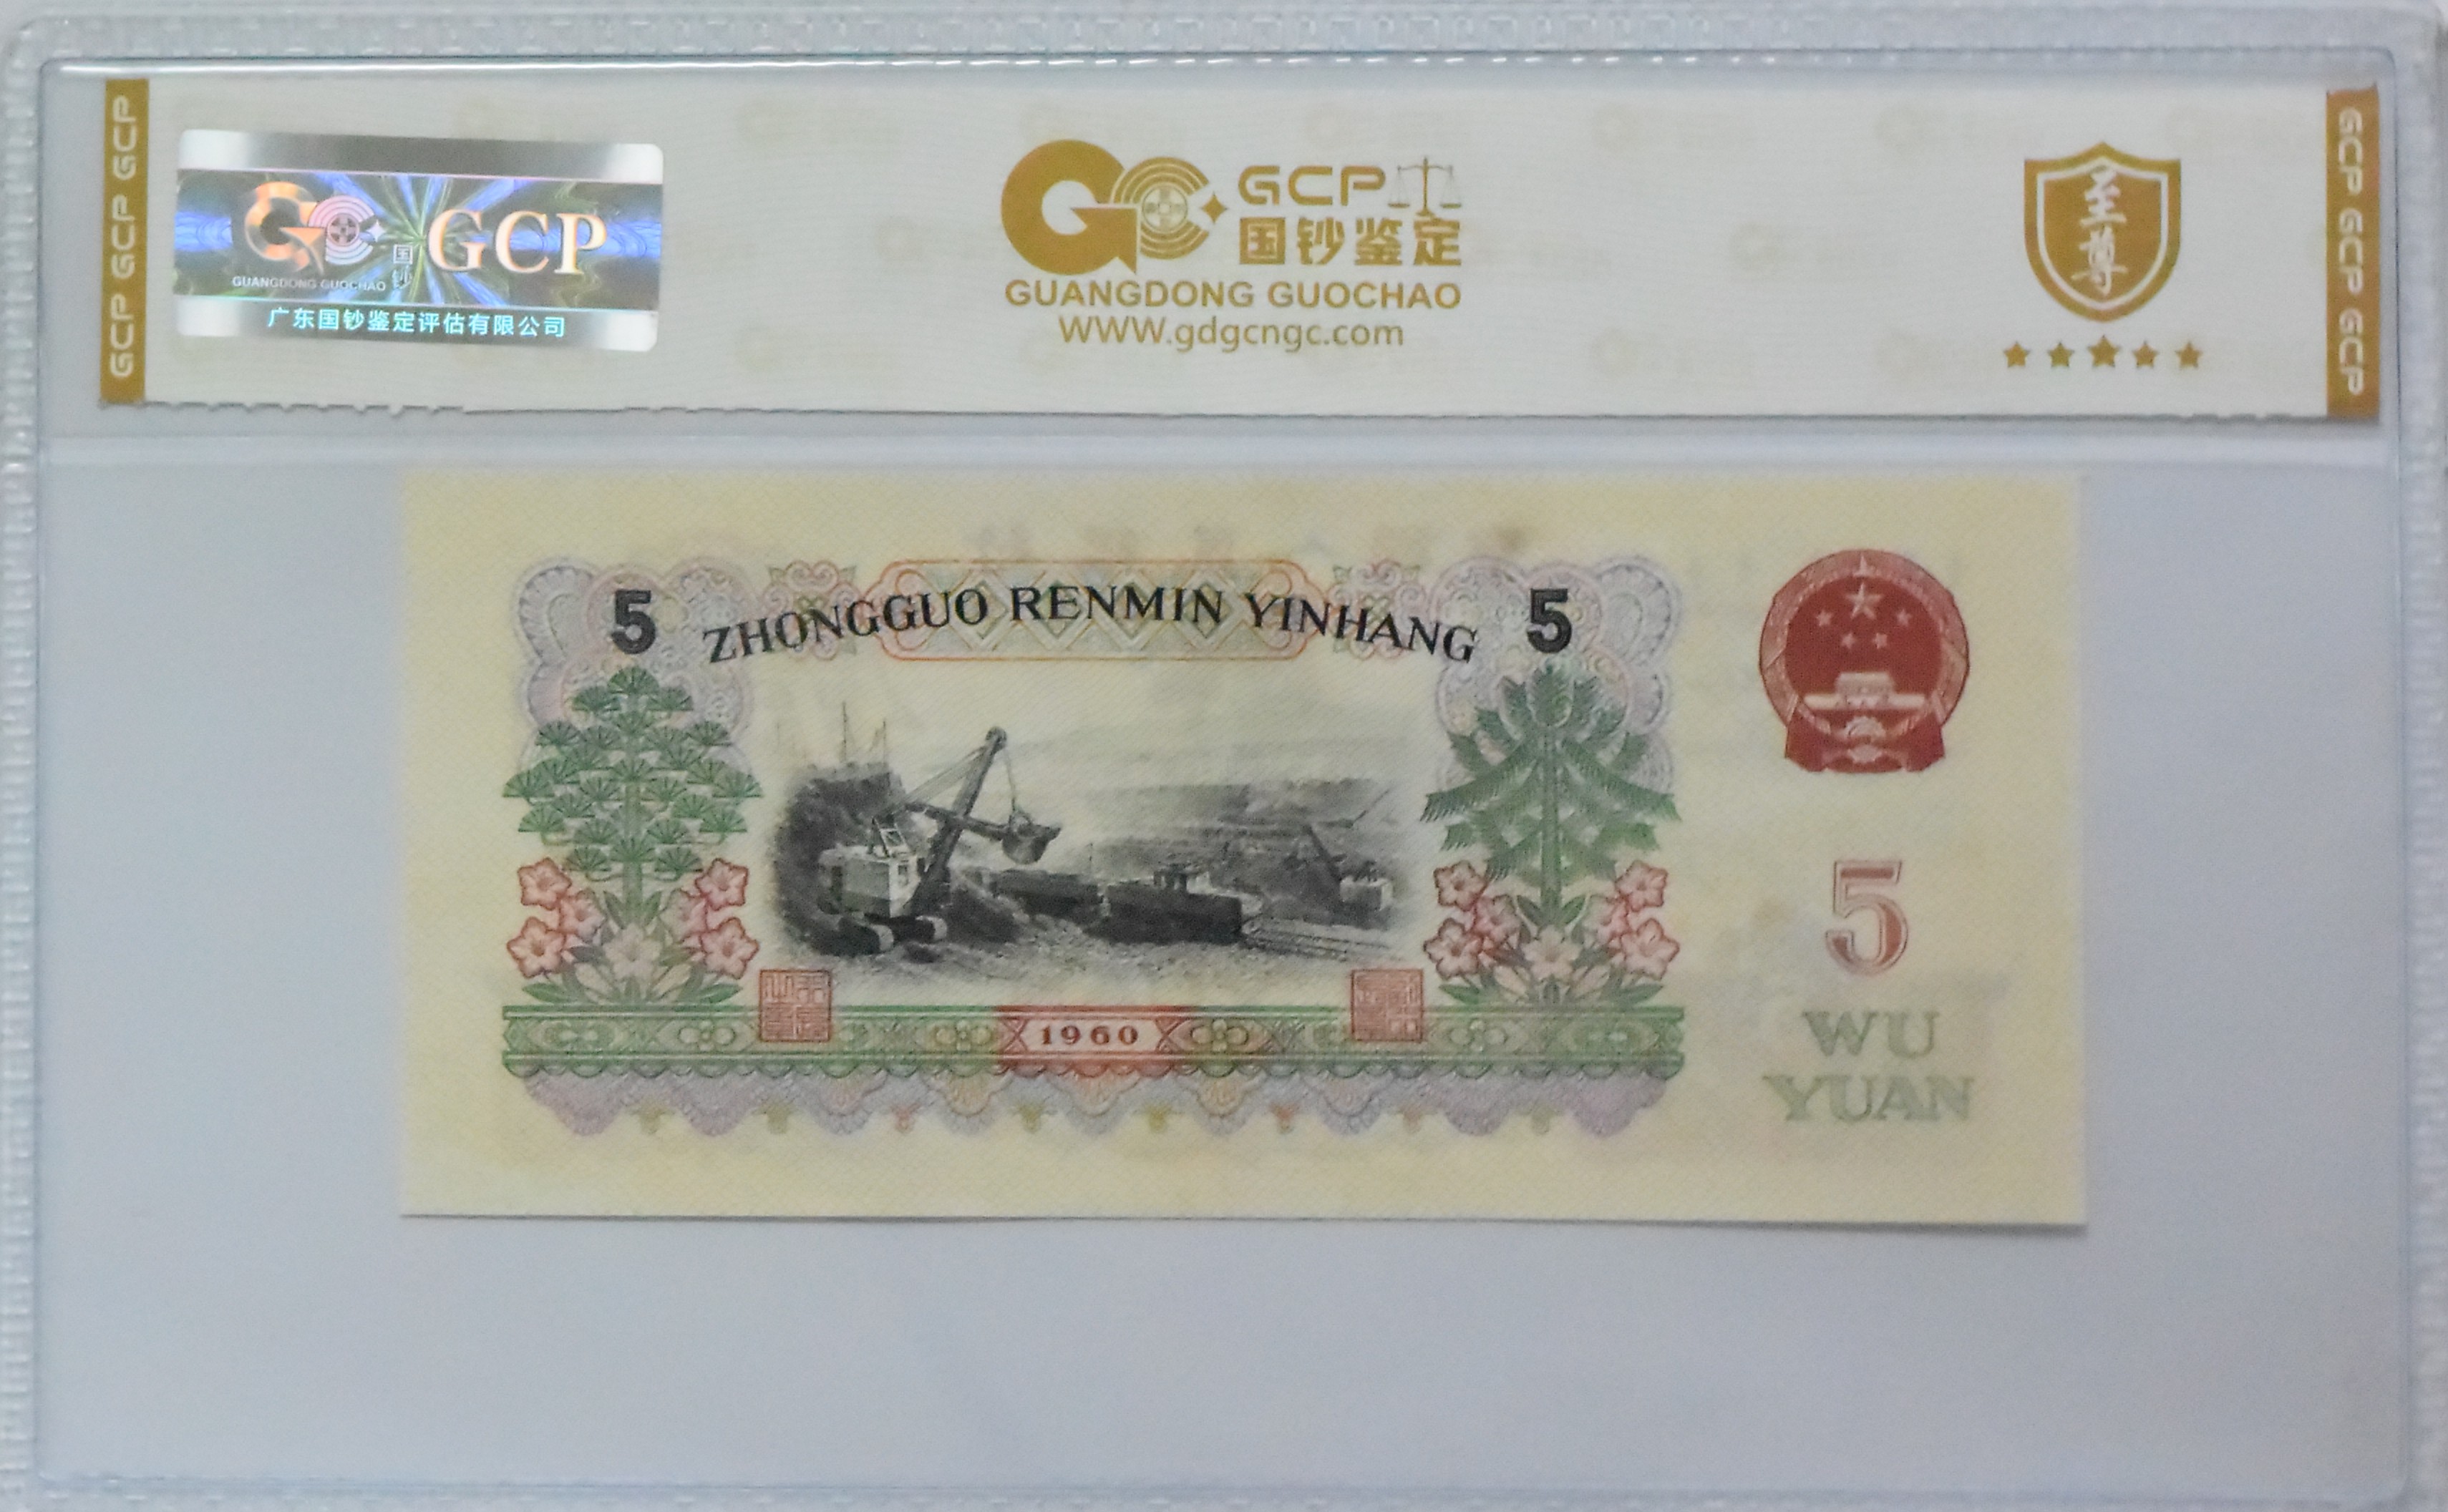 GCP GCP GCP
GUANGDONG GUOCHAO
国钞
GCP
广东国钞鉴定评估有限公司
GCP
国钞鉴定
GUANGDONG GUOCHAO
WWW.gdgcngc.com
至尊
GCP GCP GCP
5
ZHONGGUO RENMIN YINHANG
5
1960
5
WU
YUAN